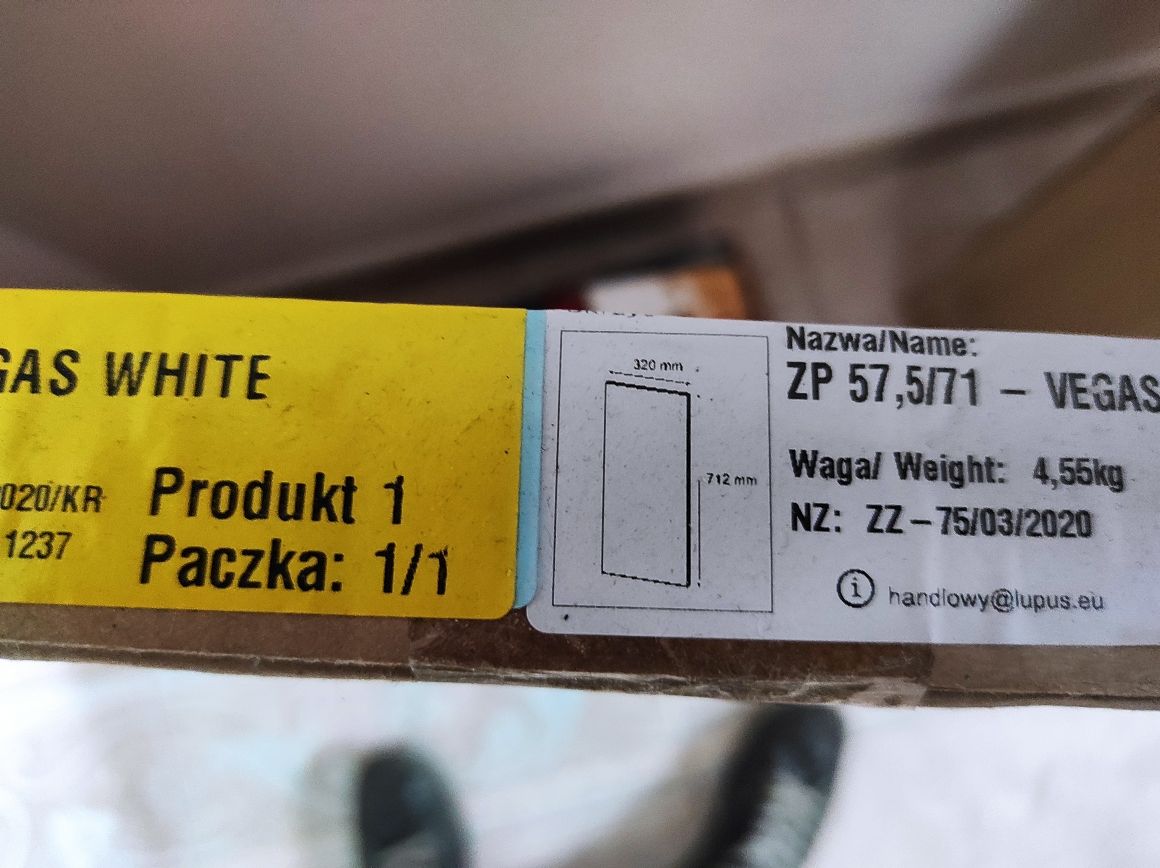 WHITE
020/KR
1237
Produkt 1
Paczka: 1/1
320 mm
712 mm
Nazwa/Name:
ZP 57,5/71 – VEGAS
Waga/ Weight: 4,55kg
NZ: ZZ – 75/03/2020
i handlowy@lupus.eu